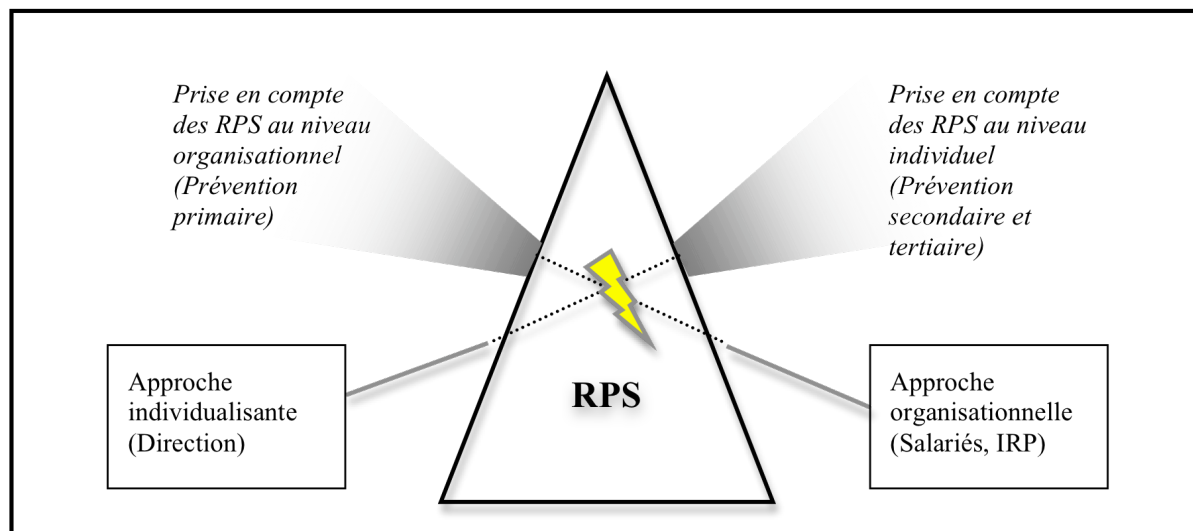 Prise en compte
des RPS au niveau
organisationnel
(Prévention
primaire)
Prise en compte
des RPS au niveau
individuel
(Prévention
secondaire et
tertiaire)
Approche
individualisante
(Direction)
RPS
Approche
organisationnelle
(Salariés, IRP)